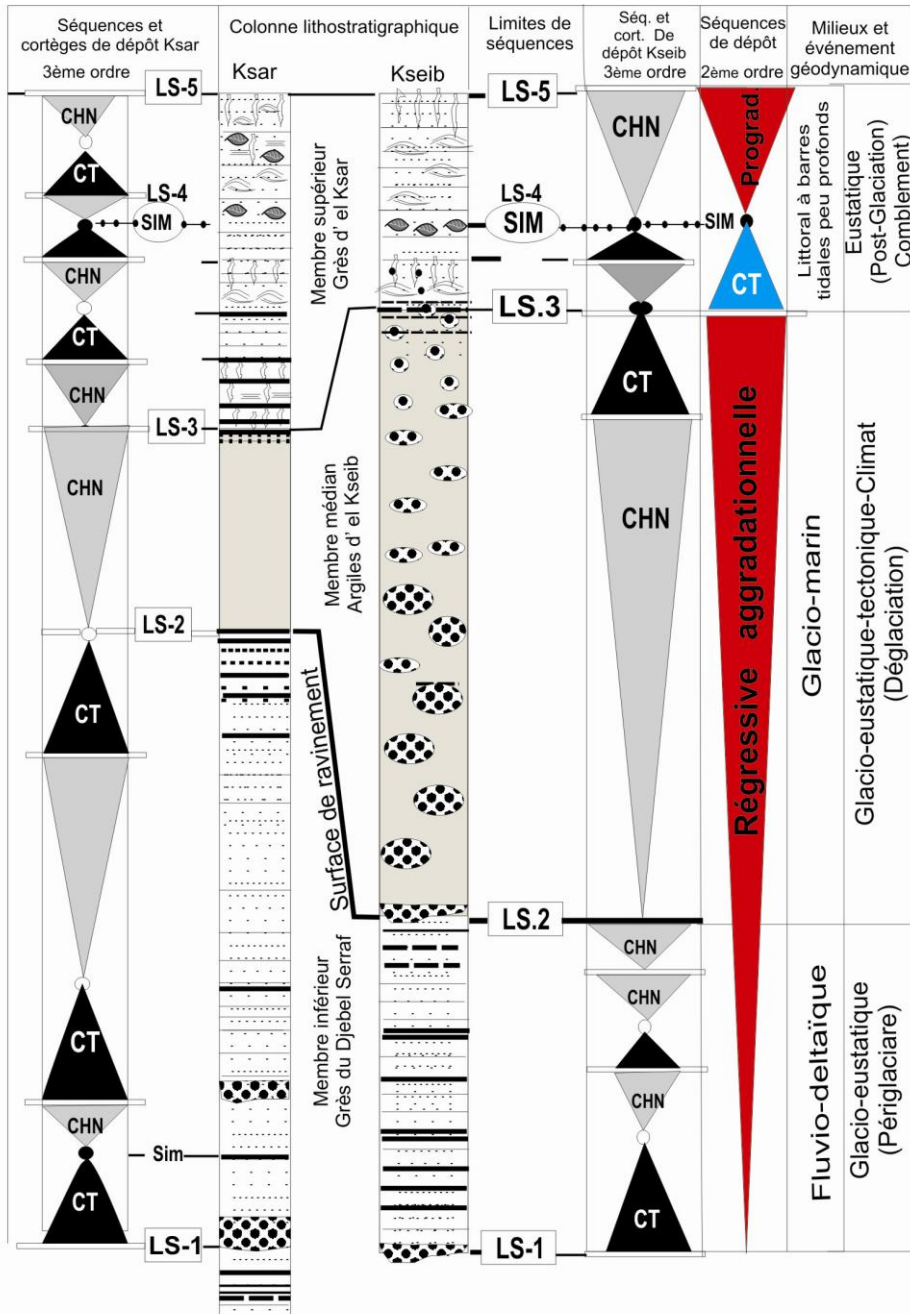 Séquences et
cortèges de dépôt Ksar
3ème ordre
Colonne lithostratigraphique
Ksar
Kseib
Limites de
séquences
Séq. et
cort. De
dépôt Kseib
3ème ordre
Séquences
de dépôt
2ème ordre
Milieux et
événement
géodynamique
LS-5
CHN
CT
LS-4
SIM
CHN
CT
CHN
LS-3
CHN
LS-2
CT
CT
CHN
Sim
CT
LS-1
Membre supérieur
Grès d' el Ksar
Membre médian
Argiles d' el Kseib
Surface de ravinement
Membre inférieur
Grès du Djebel Serraf
LS-5
LS-4
SIM
LS.3
LS.2
LS-1
CHN
CT
CHN
CHN
CHN
CHN
CT
Prograd.
SIM
CT
Régressive aggradationnelle
Littoral à barres
tidales peu profonds
Eustatique
(Post-Glaciation)
Comblement)
Glacio-marin
Glacio-eustatique-tectonique-Climat
(Déglaciation)
Fluvio-deltaïque
Glacio-eustatique
(Périglaciare)